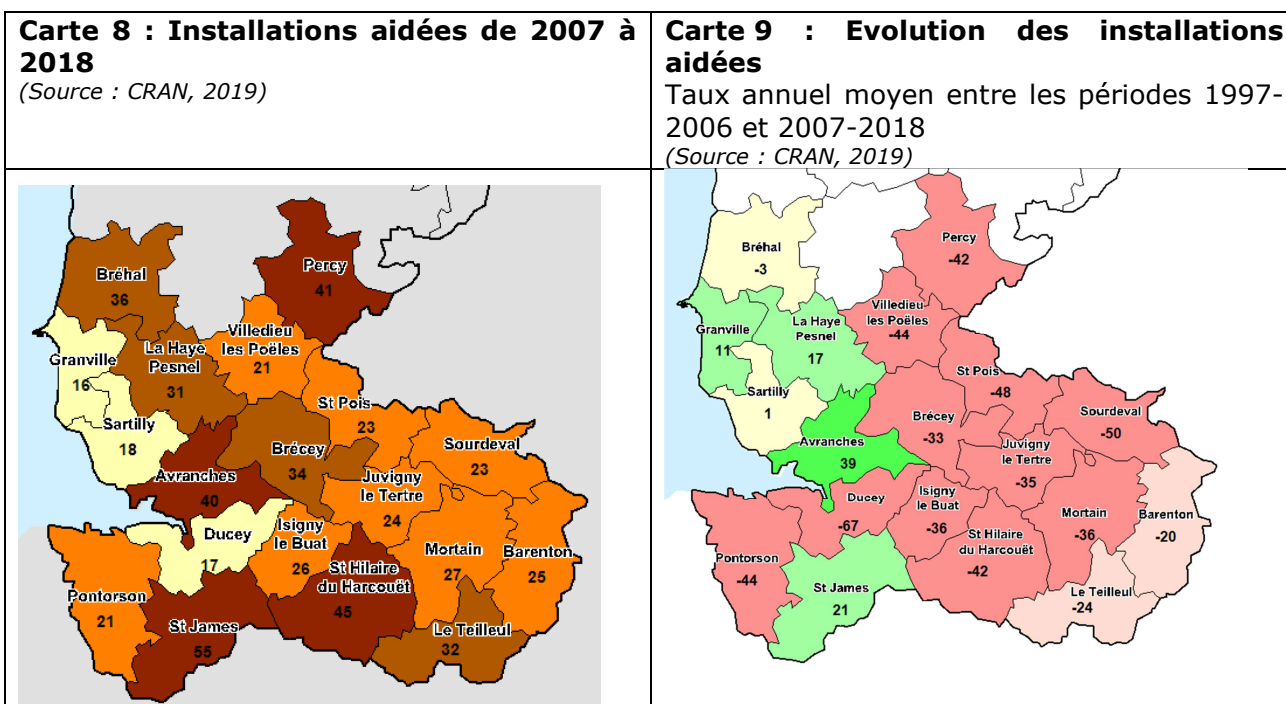 Carte 8 : Installations aidées de 2007 à
2018
(Source : CRAN, 2019)
Carte 9 : Evolution des installations
aidées
Taux annuel moyen entre les périodes 1997-
2006 et 2007-2018
(Source : CRAN, 2019)
Bréhal
36
Percy
41
Granville
16
La Haye
Pesnel
31
Villedieu
les Poëles
21
St Pois
23
Sartilly
18
Sourdeval
23
Avranches
40
Brécey
34
Juvigny
le Tertre
24
Ducey
17
Isigny
le Buat
26
Mortain
27
Barenton
25
Pontorson
21
St Hilaire
du Harcouët
45
St James
55
Le Teilleul
32
Bréhal
-3
Percy
-42
Granville
11
La Haye
Pesnel
17
Villedieu
les Poëles
-44
St Pois
-48
Sartilly
1
Sourdeval
-50
Avranches
39
Brécey
-33
Juvigny
le Tertre
-35
Ducey
-67
Isigny
le Buat
-36
Mortain
-36
Barenton
-20
Pontorson
-44
St Hilaire
du Harcouët
-42
St James
21
Le Teilleul
-24